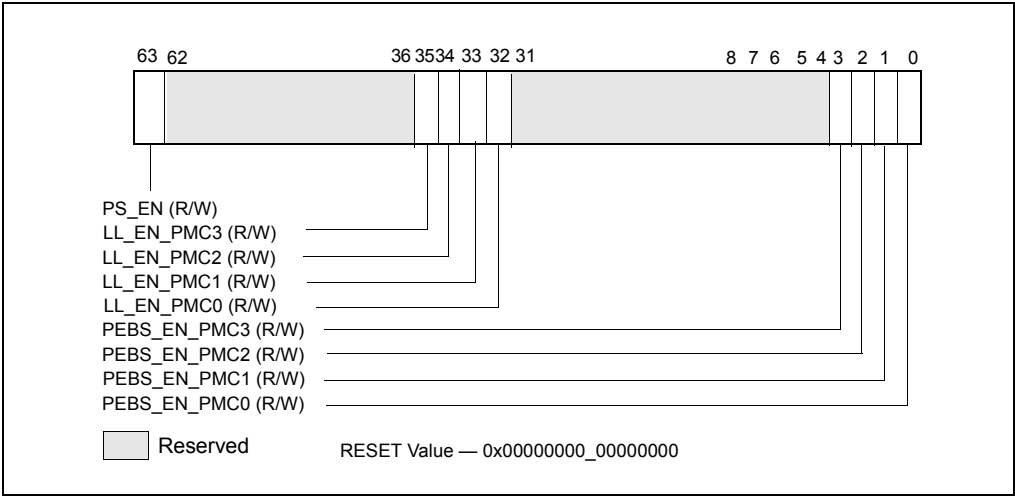 63 62 36 35 34 33 32 31 8 7 6 5 4 3 2 1 0
PS_EN (R/W)
LL_EN_PMC3 (R/W)
LL_EN_PMC2 (R/W)
LL_EN_PMC1 (R/W)
LL_EN_PMC0 (R/W)
PEBS_EN_PMC3 (R/W)
PEBS_EN_PMC2 (R/W)
PEBS_EN_PMC1 (R/W)
PEBS_EN_PMC0 (R/W)
Reserved
RESET Value — 0x00000000_00000000